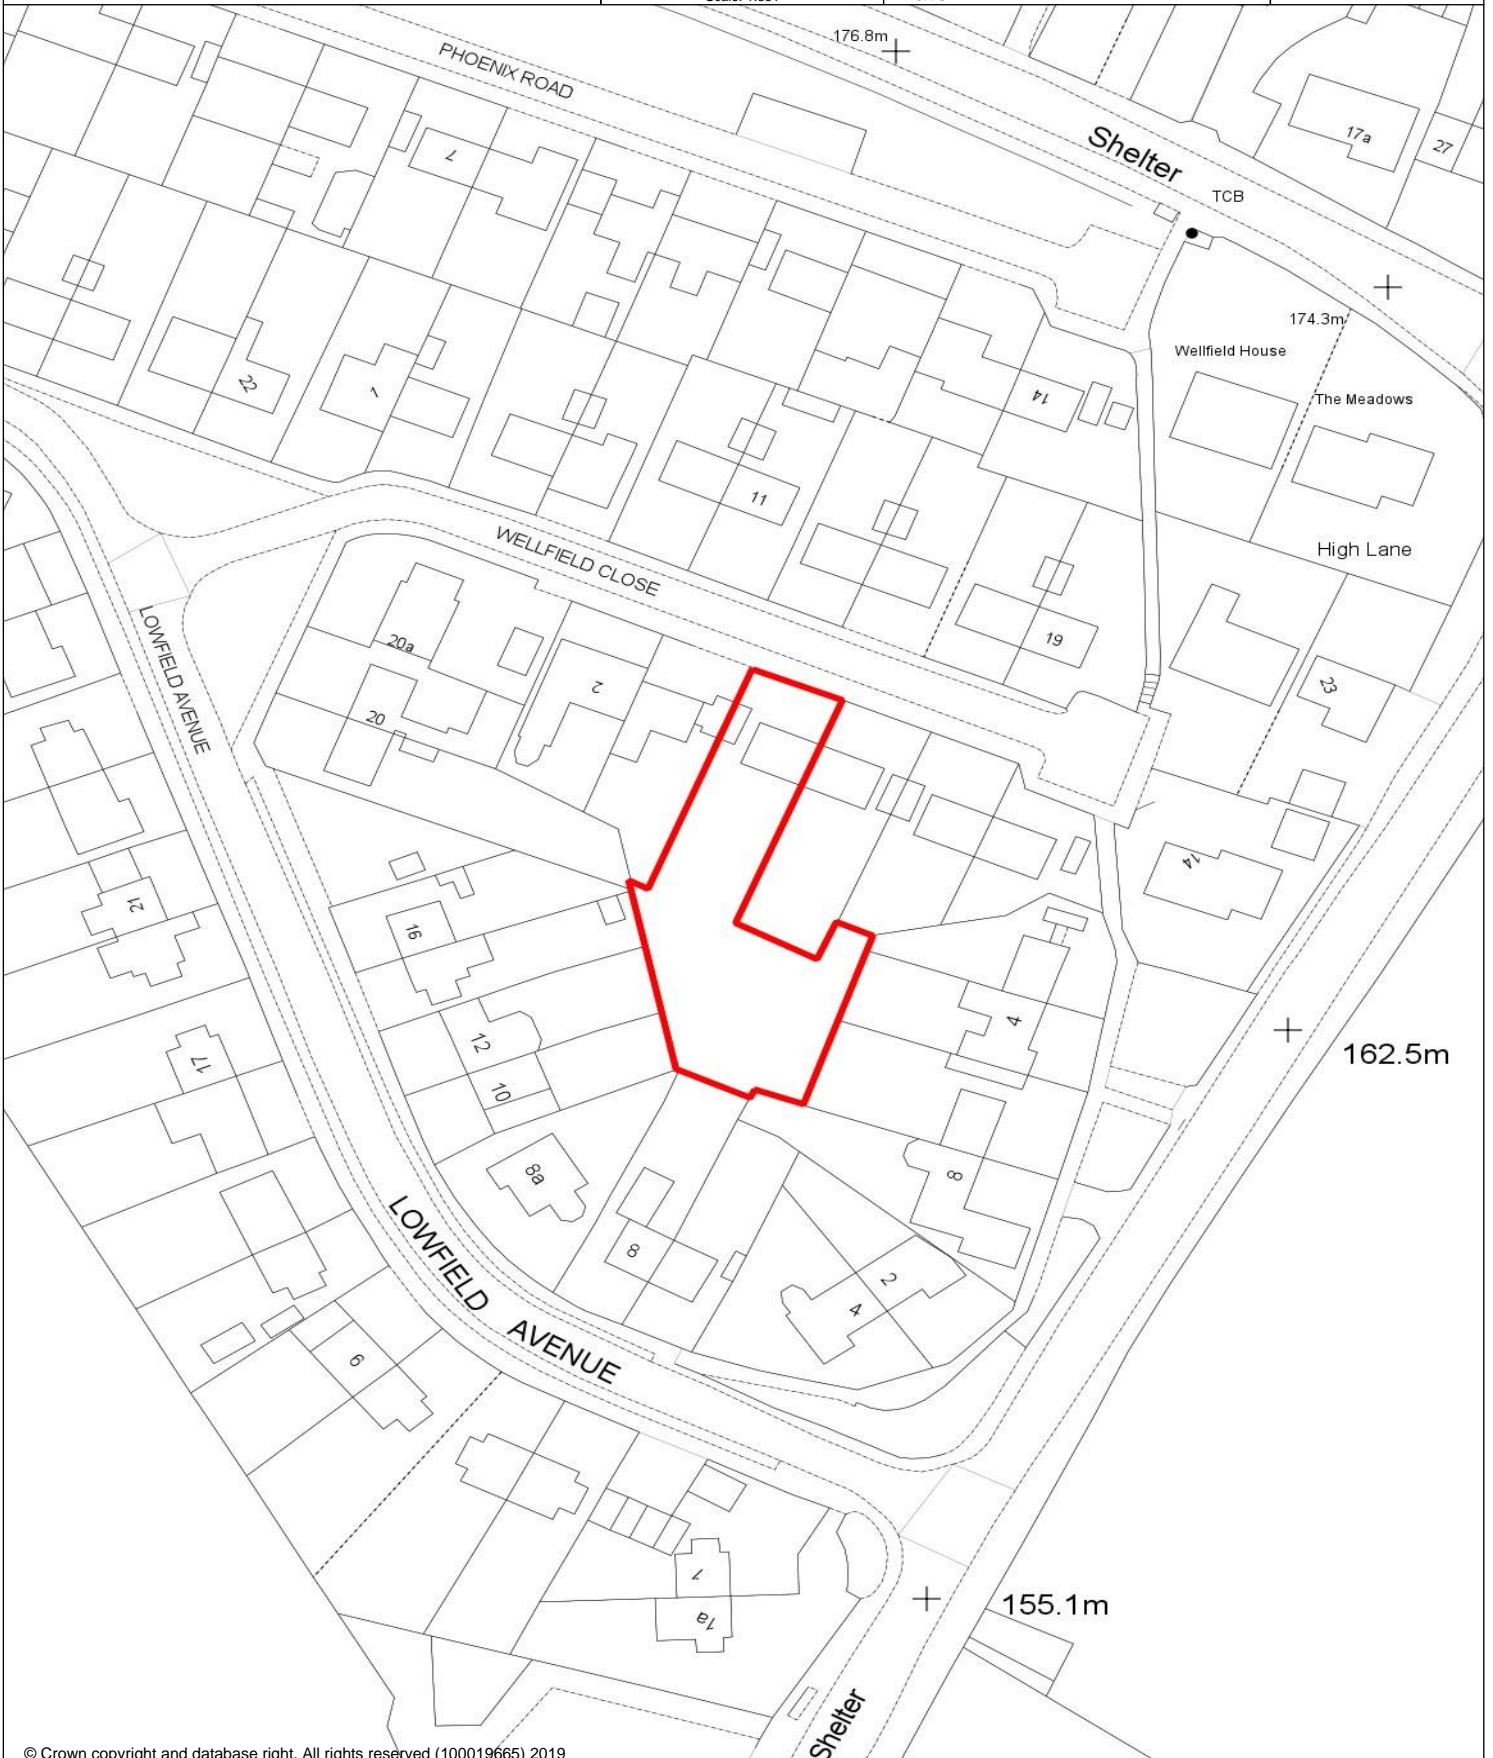 176.8m
PHOENIX ROAD
Shelter
17a
27
7
TCB
174.3m
Wellfield House
The Meadows
22
1
14
11
WELLFIELD CLOSE
High Lane
LOWFIELD AVENUE
20a
19
2
23
20
14
21
16
4
12
17
162.5m
10
8a
8
LOWFIELD AVENUE
8
2
4
9
1
155.1m
1a
Shelter
© Crown copyright and database right. All rights reserved (100019665) 2019